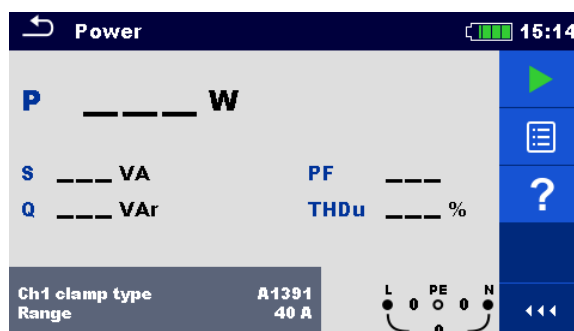 Power 15:14
P ___ W
S ___ VA PF ___
Q ___ VAr THDu ___ %
?
Ch1 clamp type A1391
Range 40 A
L PE N
0 0
0